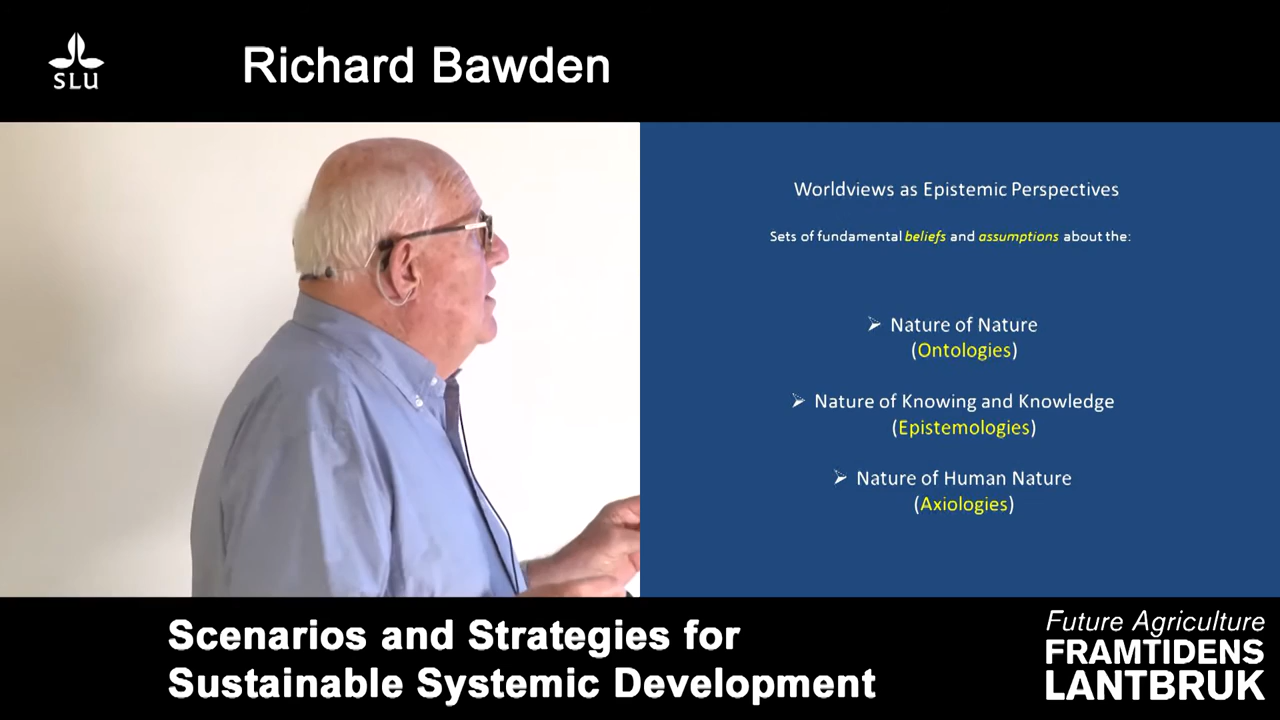 SLU
Richard Bawden
Worldviews as Epistemic Perspectives
Sets of fundamental beliefs and assumptions about the:
➢ Nature of Nature
(Ontologies)
➢ Nature of Knowing and Knowledge
(Epistemologies)
➢ Nature of Human Nature
(Axiologies)
Scenarios and Strategies for
Sustainable Systemic Development
Future Agriculture
FRAMTIDENS
LANTBRUK